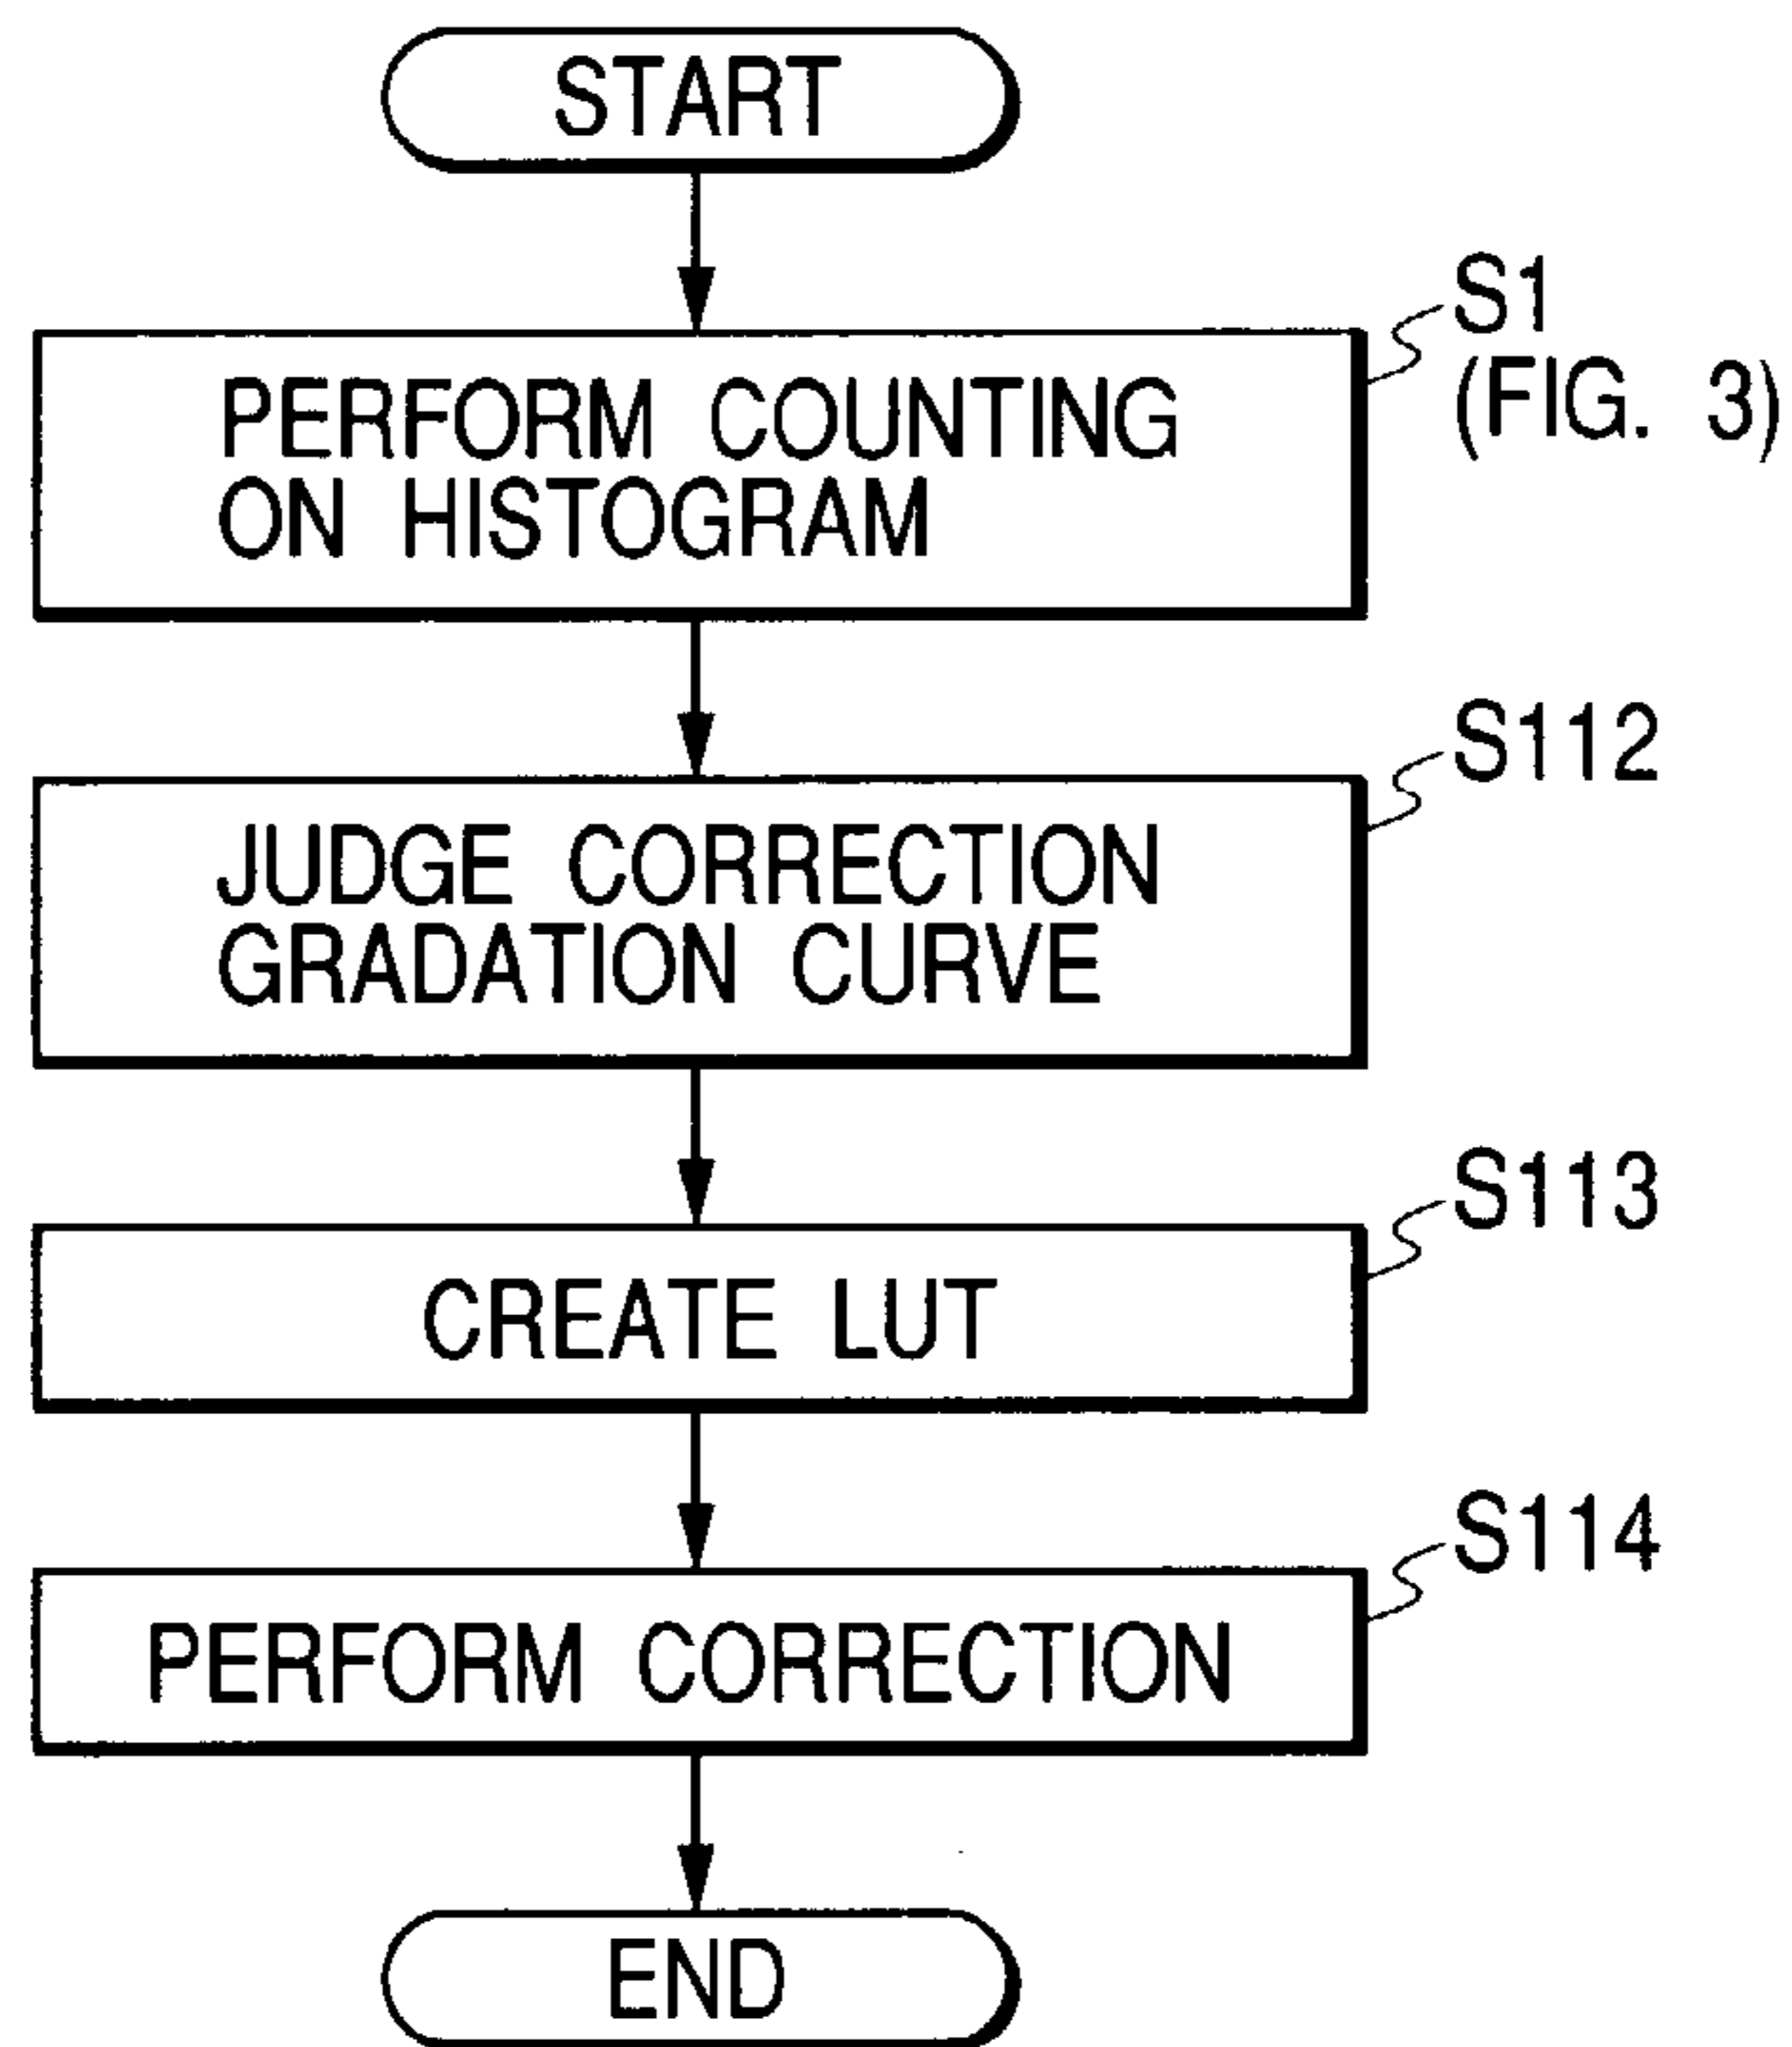 START
S1
(FIG. 3)
PERFORM COUNTING
ON HISTOGRAM
S112
JUDGE CORRECTION
GRADATION CURVE
S113
CREATE LUT
S114
PERFORM CORRECTION
END